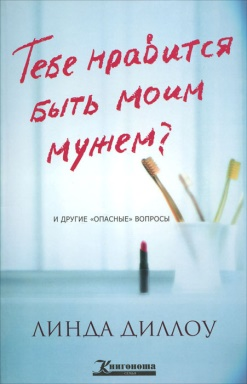 Тебе нравится
быть моим
мужем?
И ДРУГИЕ «ОПАСНЫЕ» ВОПРОСЫ
ЛИНДА ДИЛЛОУ
Книгоноша